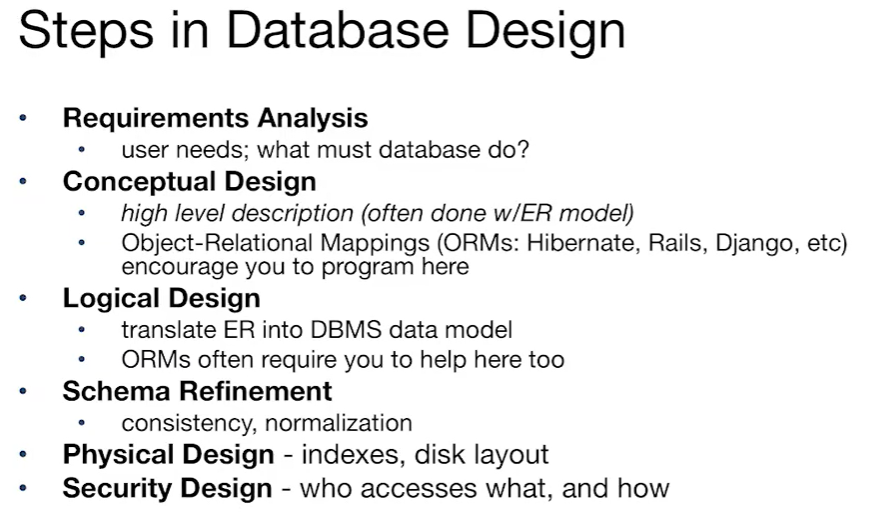 Steps in Database Design
• Requirements Analysis
• user needs; what must database do?
• Conceptual Design
• high level description (often done w/ER model)
• Object-Relational Mappings (ORMs: Hibernate, Rails, Django, etc)
encourage you to program here
• Logical Design
• translate ER into DBMS data model
• ORMs often require you to help here too
• Schema Refinement
• consistency, normalization
• Physical Design - indexes, disk layout
• Security Design - who accesses what, and how